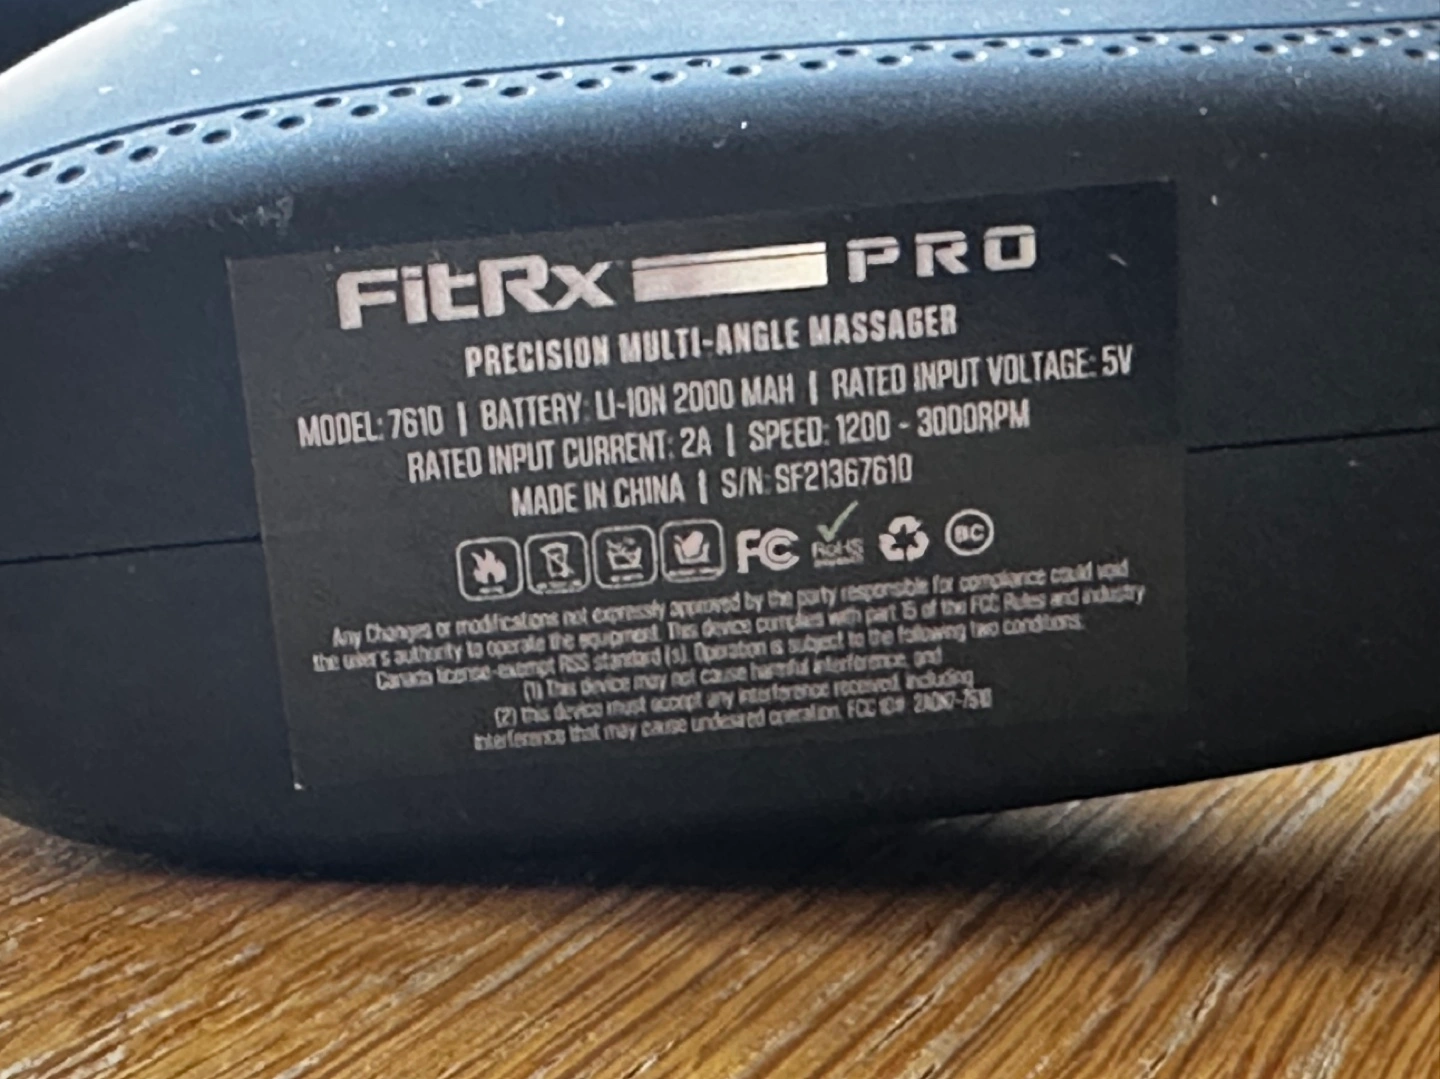 FitRx PRO
PRECISION MULTI-ANGLE MASSAGER
MODEL: 7610 | BATTERY: LI-ION 2000 MAH | RATED INPUT VOLTAGE: 5V
RATED INPUT CURRENT: 2A | SPEED: 1200 - 3000RPM
MADE IN CHINA | S/N: SF21367610
FC RoHS BC
Any Changes or modifications not expressly approved by the party responsible for compliance could void
the user's authority to operate the equipment. This device complies with part 15 of the FCC Rules and industry
Canada license-exempt RSS standard (s). Operation is subject to the following two conditions:
(1) This device may not cause harmful interference, and
(2) this device must accept any interference received, including
interference that may cause undesired operation. FCC ID#: